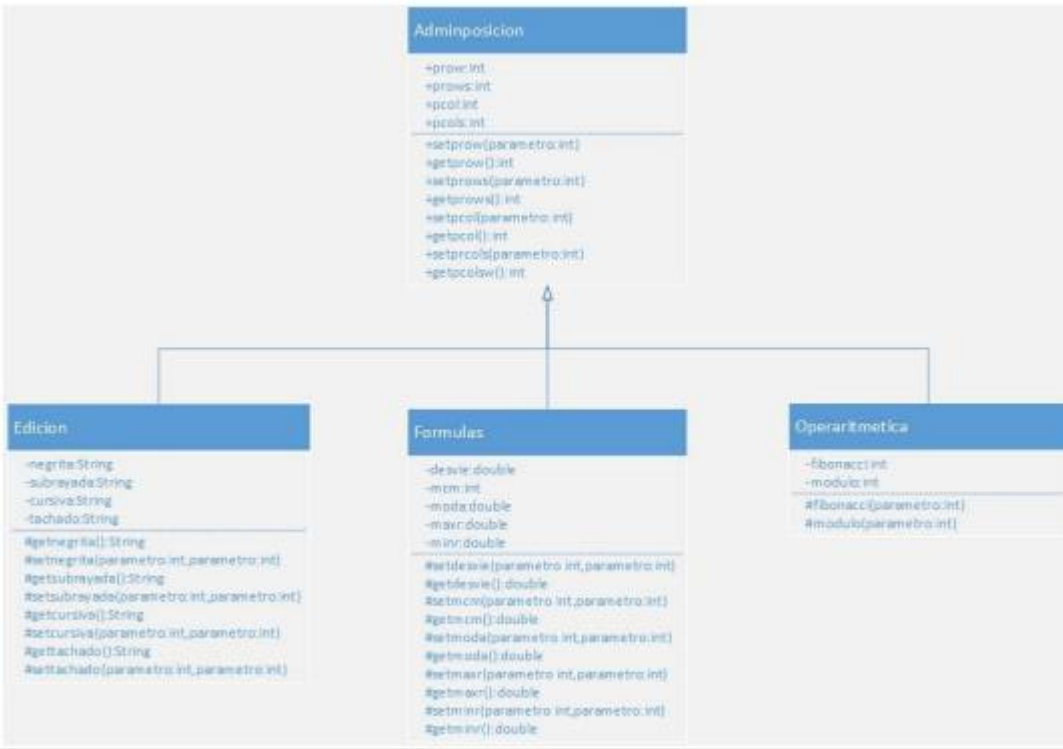 Adminposicion
+prow:int
+prows:int
+pcol:int
+pcols:int
+setprow(parametro:int)
+getprow():int
+setprows(parametro:int)
+getprows():int
+setpcol(parametro:int)
+getpcol():int
+setprcols(parametro:int)
+getpcolsw():int
Edicion
-negrita:String
-subrayada:String
-cursiva:String
-tachado:String
#getnegrita():String
#setnegrita(parametro:int,parametro:int)
#getsubrayada():String
#setsubrayada(parametro:int,parametro:int)
#getcursiva():String
#setcursiva(parametro:int,parametro:int)
#gettachado():String
#settachado(parametro:int,parametro:int)
Formulas
-desvie:double
-mcm:int
-moda:double
-maxr:double
-minr:double
#setdesvie(parametro:int,parametro:int)
#getdesvie():double
#setmcm(parametro:int,parametro:int)
#getmcm():double
#setmoda(parametro:int,parametro:int)
#getmoda():double
#setmaxr(parametro:int,parametro:int)
#getmaxr():double
#setminr(parametro:int,parametro:int)
#getminr():double
Operaritmetica
-fibonacci:int
-modulo:int
#fibonacci(parametro:int)
#modulo(parametro:int)